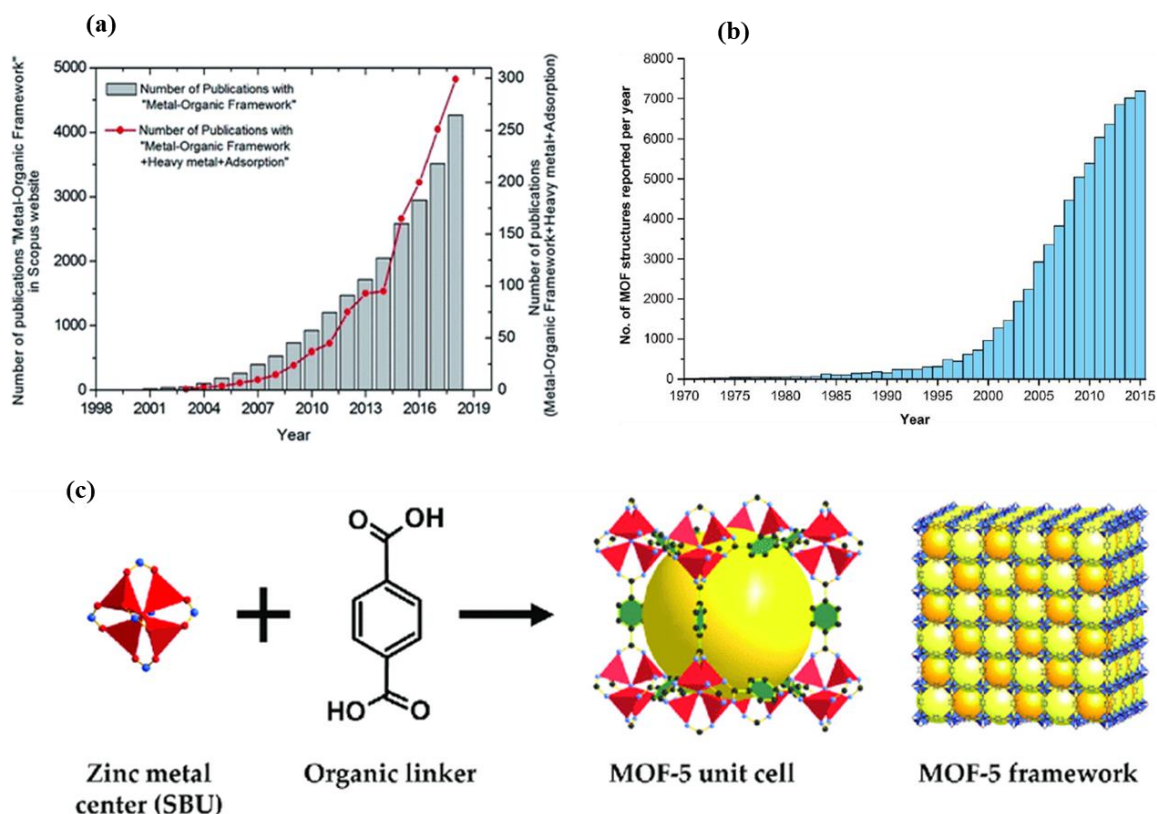 (a)
Number of publications "Metal-Organic Framework"
in Scopus website
5000
4000
3000
2000
1000
0
Number of Publications with
"Metal-Organic Framework"
Number of Publications with
"Metal-Organic Framework
+Heavy metal+Adsorption"
300
250
200
150
100
50
0
Number of publications
(Metal-Organic Framework+Heavy metal+Adsorption)
1998 2001 2004 2007 2010 2013 2016 2019
Year
(b)
No. of MOF structures reported per year
8000
7000
6000
5000
4000
3000
2000
1000
0
1970 1975 1980 1985 1990 1995 2000 2005 2010 2015
Year
(c)
O OH
HO O
Zinc metal
center (SBU)
Organic linker
MOF-5 unit cell
MOF-5 framework